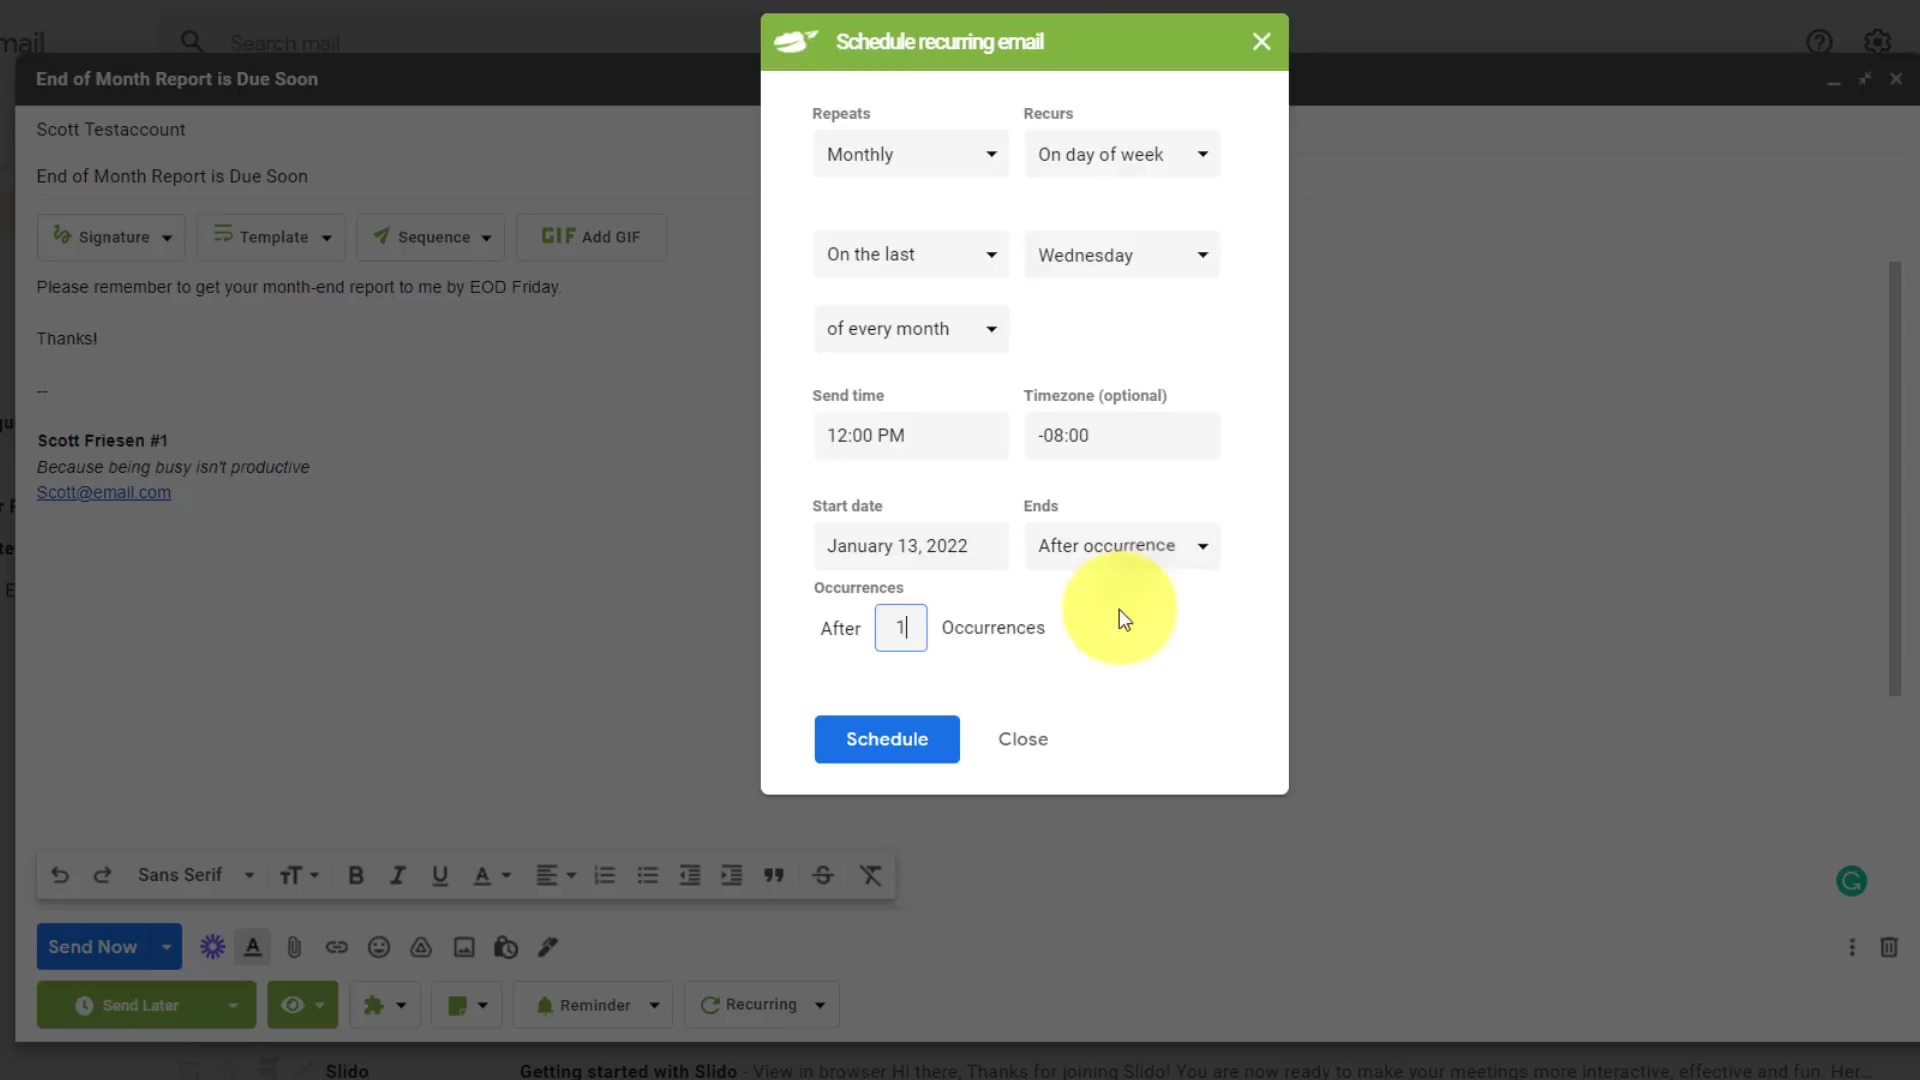 mail
Search mail
Schedule recurring email
End of Month Report is Due Soon
Scott Testaccount
End of Month Report is Due Soon
Signature
Template
Sequence
GIF Add GIF
Please remember to get your month-end report to me by EOD Friday.
Thanks!
--
Scott Friesen #1
Because being busy isn't productive
Scott@email.com
Repeats
Recurs
Monthly
On day of week
On the last
Wednesday
of every month
Send time
Timezone (optional)
12:00 PM
-08:00
Start date
Ends
January 13, 2022
After occurrence
Occurrences
After 1 Occurrences
Schedule
Close
Sans Serif
Send Now
Send Later
Reminder
Recurring
Slido
Getting started with Slido - View in browser Hi there, Thanks for joining Slido! You are now ready to make your meetings more interactive, effective and fun. Her...